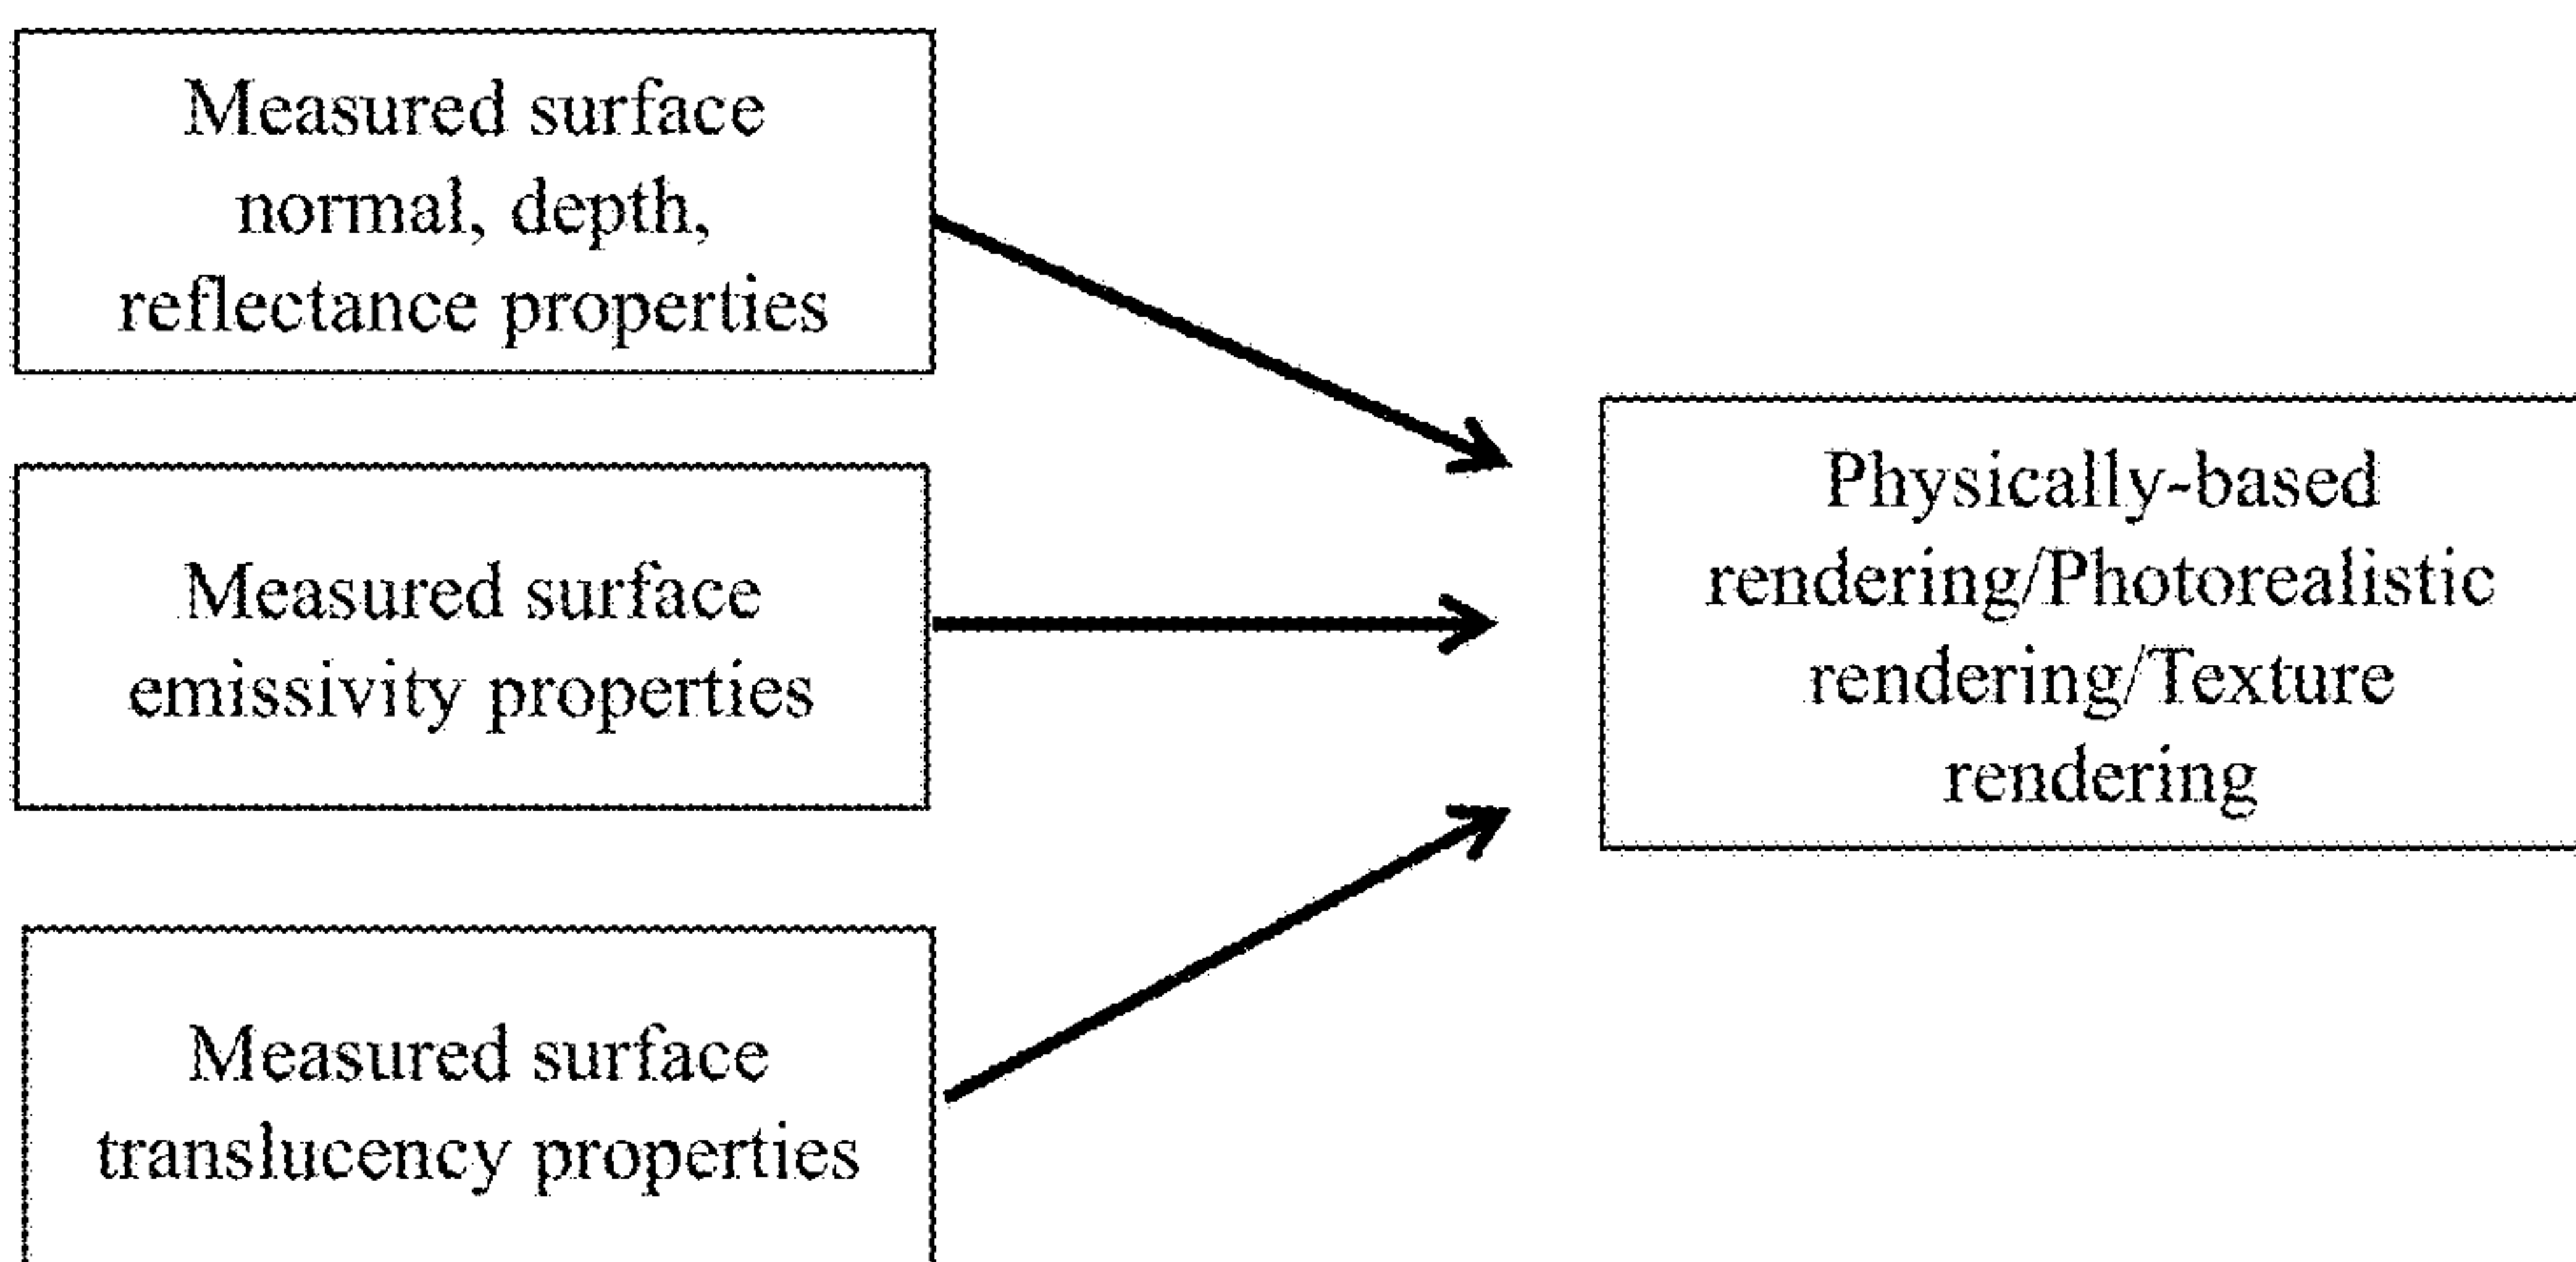 Measured surface
normal, depth,
reflectance properties
Measured surface
emissivity properties
Measured surface
translucency properties
Physically-based
rendering/Photorealistic
rendering/Texture
rendering